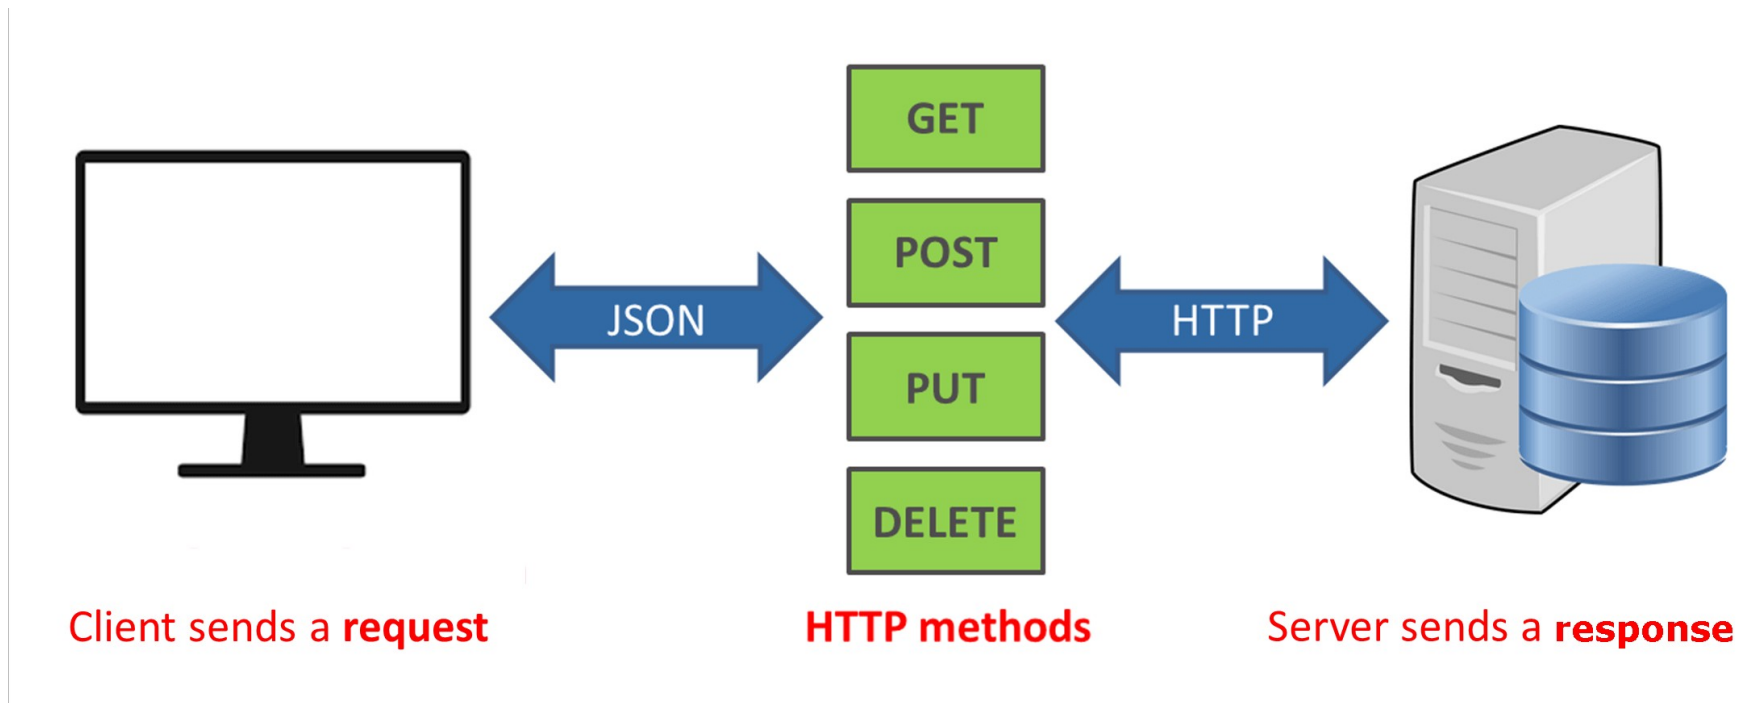 GET
POST
JSON
HTTP
PUT
DELETE
Client sends a request
HTTP methods
Server sends a response